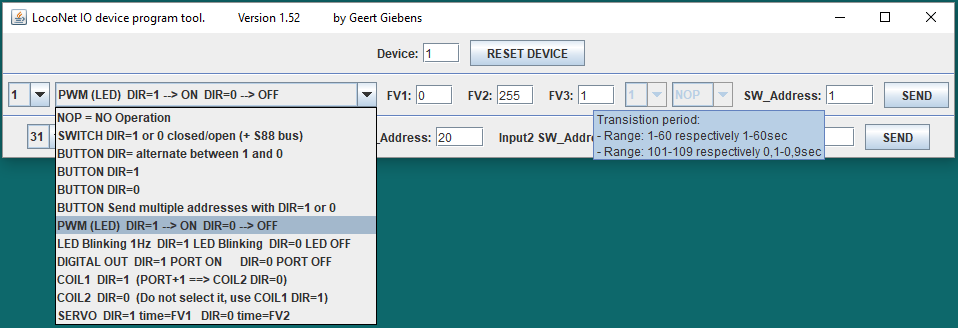 LocoNet IO device program tool. Version 1.52 by Geert Giebens
Device: 1 RESET DEVICE
1 PWM (LED) DIR=1 --> ON DIR=0 --> OFF FV1: 0 FV2: 255 FV3: 1 1 NOP SW_Address: 1 SEND
NOP = NO Operation
SWITCH DIR=1 or 0 closed/open (+ S88 bus)
BUTTON DIR= alternate between 1 and 0
BUTTON DIR=1
BUTTON DIR=0
BUTTON Send multiple addresses with DIR=1 or 0
PWM (LED) DIR=1 --> ON DIR=0 --> OFF
LED Blinking 1Hz DIR=1 LED Blinking DIR=0 LED OFF
DIGITAL OUT DIR=1 PORT ON DIR=0 PORT OFF
COIL1 DIR=1 (PORT+1 ==> COIL2 DIR=0)
COIL2 DIR=0 (Do not select it, use COIL1 DIR=1)
SERVO DIR=1 time=FV1 DIR=0 time=FV2
Transistion period:
- Range: 1-60 respectively 1-60sec
- Range: 101-109 respectively 0,1-0,9sec
31 Address: 20 Input2 SW_Addr SEND